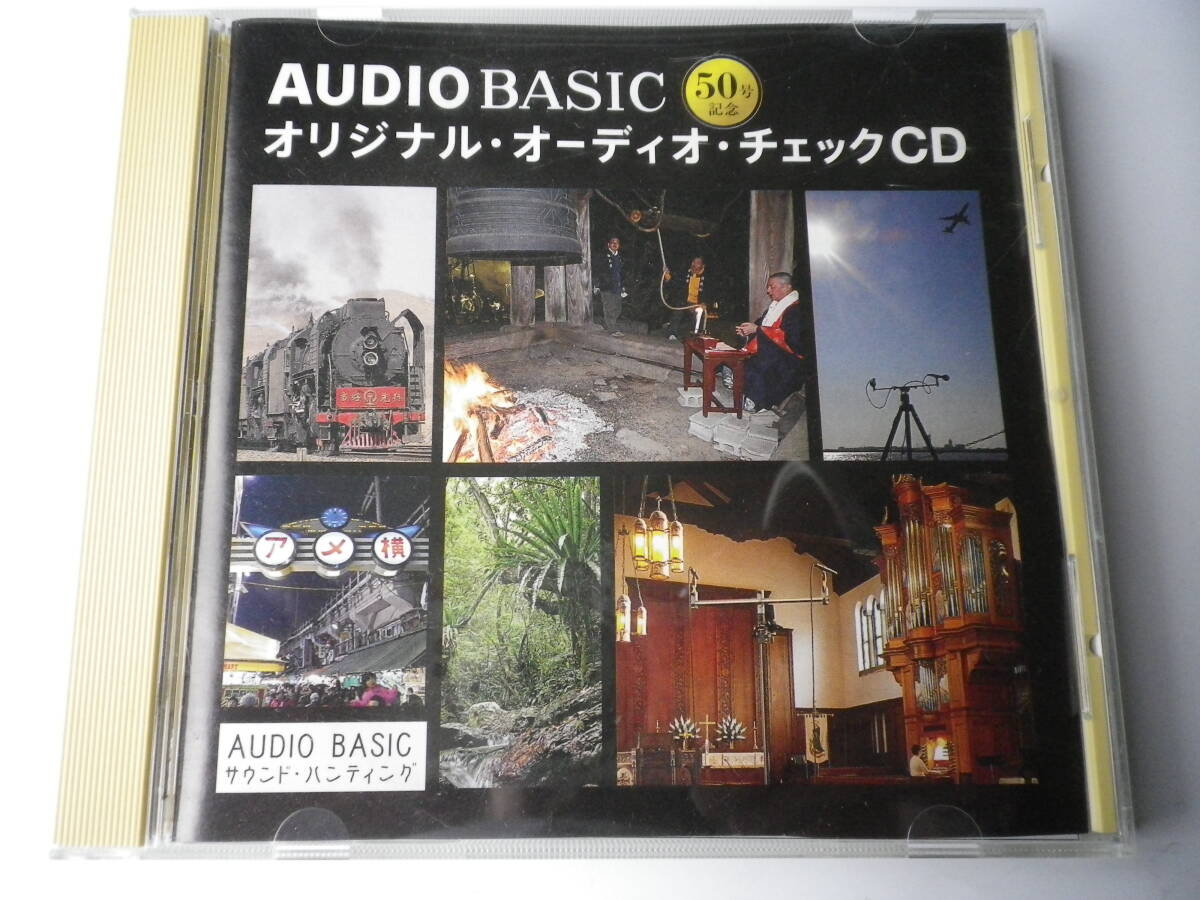 AUDIO BASIC 50号記念
オリジナル・オーディオ・チェックCD
アメ横
AUDIO BASIC
サウンド・ハンティング